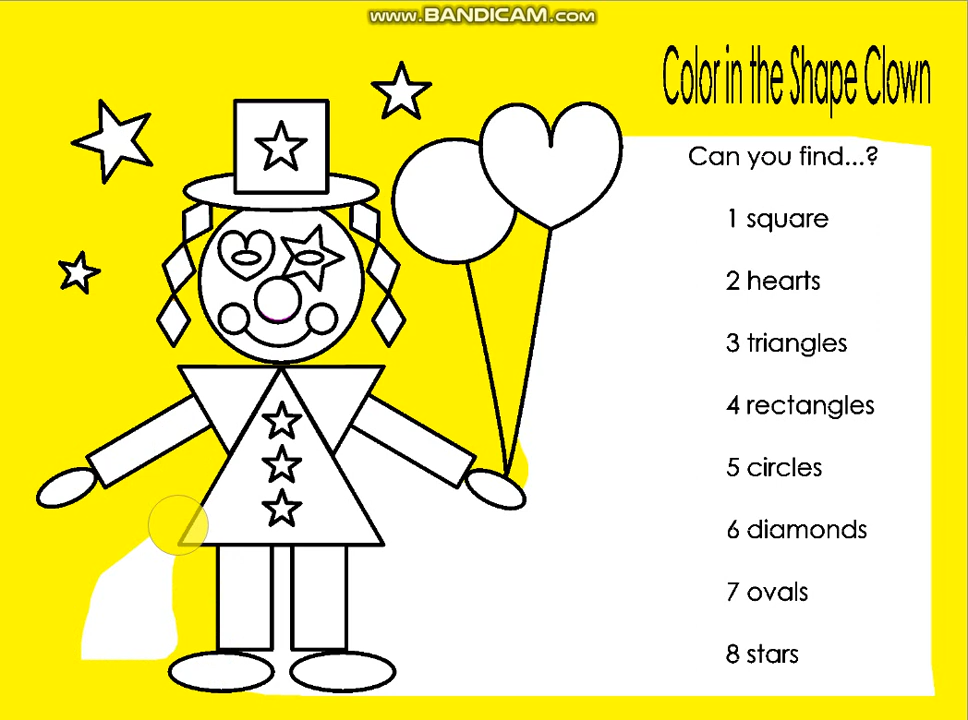 WWW.BANDICAM.COM
Color in the Shape Clown
Can you find...?
1 square
2 hearts
3 triangles
4 rectangles
5 circles
6 diamonds
7 ovals
8 stars